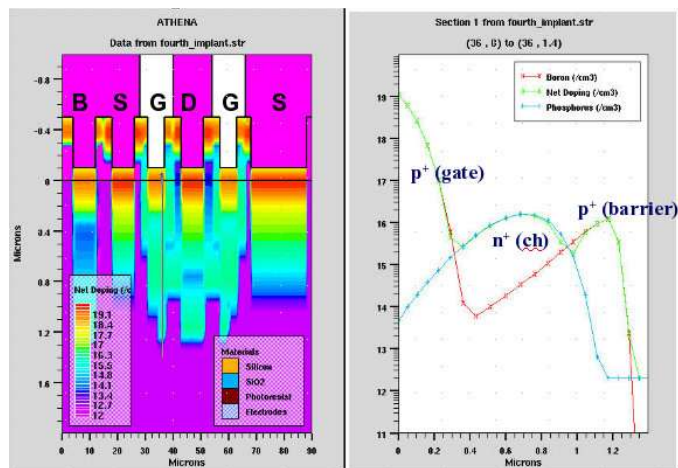 ATHENA
Data from fourth_implant.str
-0.8
-0.4
0
0.4
0.8
1.2
1.6
Microns
B S G D G S
Net Doping (/c
19.1
18.4
17.7
17
16.3
15.5
14.8
14.1
13.4
12.7
12
Materials
Silicon
SiO2
Photoresist
Electrodes
0 10 20 30 40 50 60 70 80 90
Microns
Section 1 from fourth_implant.str
(36 , 0) to (36 , 1.4)
Boron (/cm3)
Net Doping (/cm3)
Phosphorus (/cm3)
19
18
17
16
15
14
13
12
11
p+ (gate)
n+ (ch)
p+ (barrier)
0 0.2 0.4 0.6 0.8 1 1.2
Microns